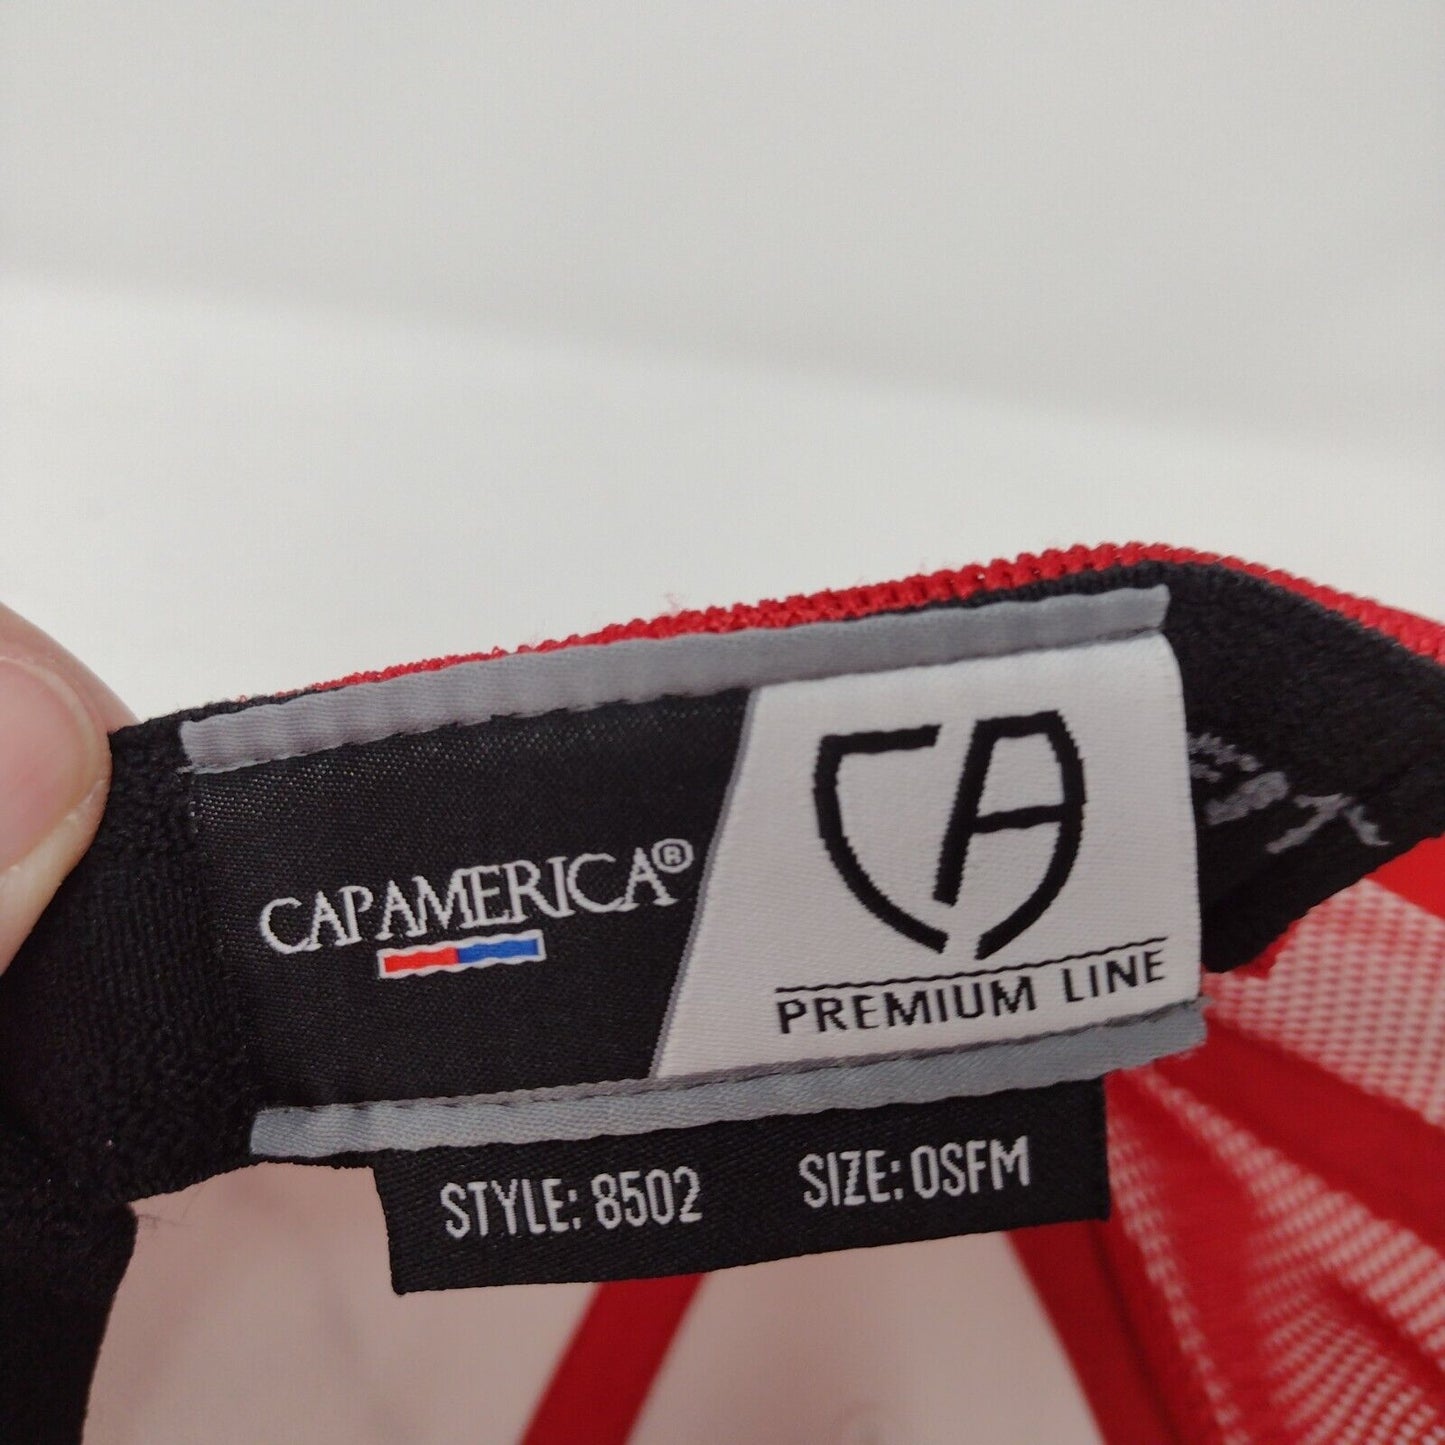 CAPAMERICA®
CA
PREMIUM LINE
STYLE: 8502 SIZE: OSFM